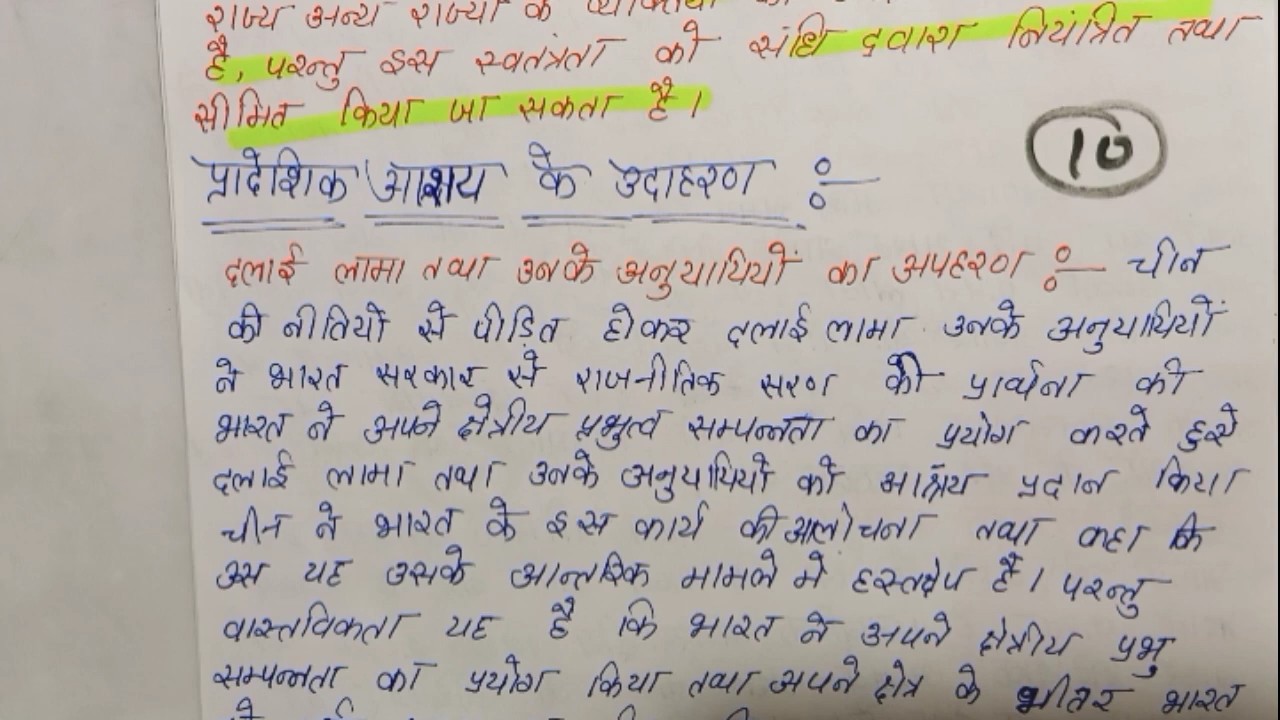 राज्य अन्य राज्यों के
है, परन्तु इस स्वतंत्रता को संधि द्वारा नियंत्रित तथा
सीमित किया जा सकता है।
10
प्रादेशिक आश्रय के उदाहरण :-
दलाई लामा तथा उनके अनुयायियों का अपहरण :- चीन
की नीतियों से पीड़ित होकर दलाई लामा उनके अनुयायियों
ने भारत सरकार से राजनीतिक सरण की प्रार्थना की
भारत ने अपने क्षेत्रीय प्रभुत्व सम्पन्नता का प्रयोग करते हुये
दलाई लामा तथा उनके अनुयायियों को आश्रय प्रदान किया
चीन ने भारत के इस कार्य की आलोचना तथा कहा कि
उस यह उसके आन्तरिक मामले मे हस्तक्षेप है। परन्तु
वास्तविकता यह है कि भारत ने अपने क्षेत्रीय प्रभु
सम्पन्नता का प्रयोग किया तथा अपने क्षेत्र के भीतर भारत